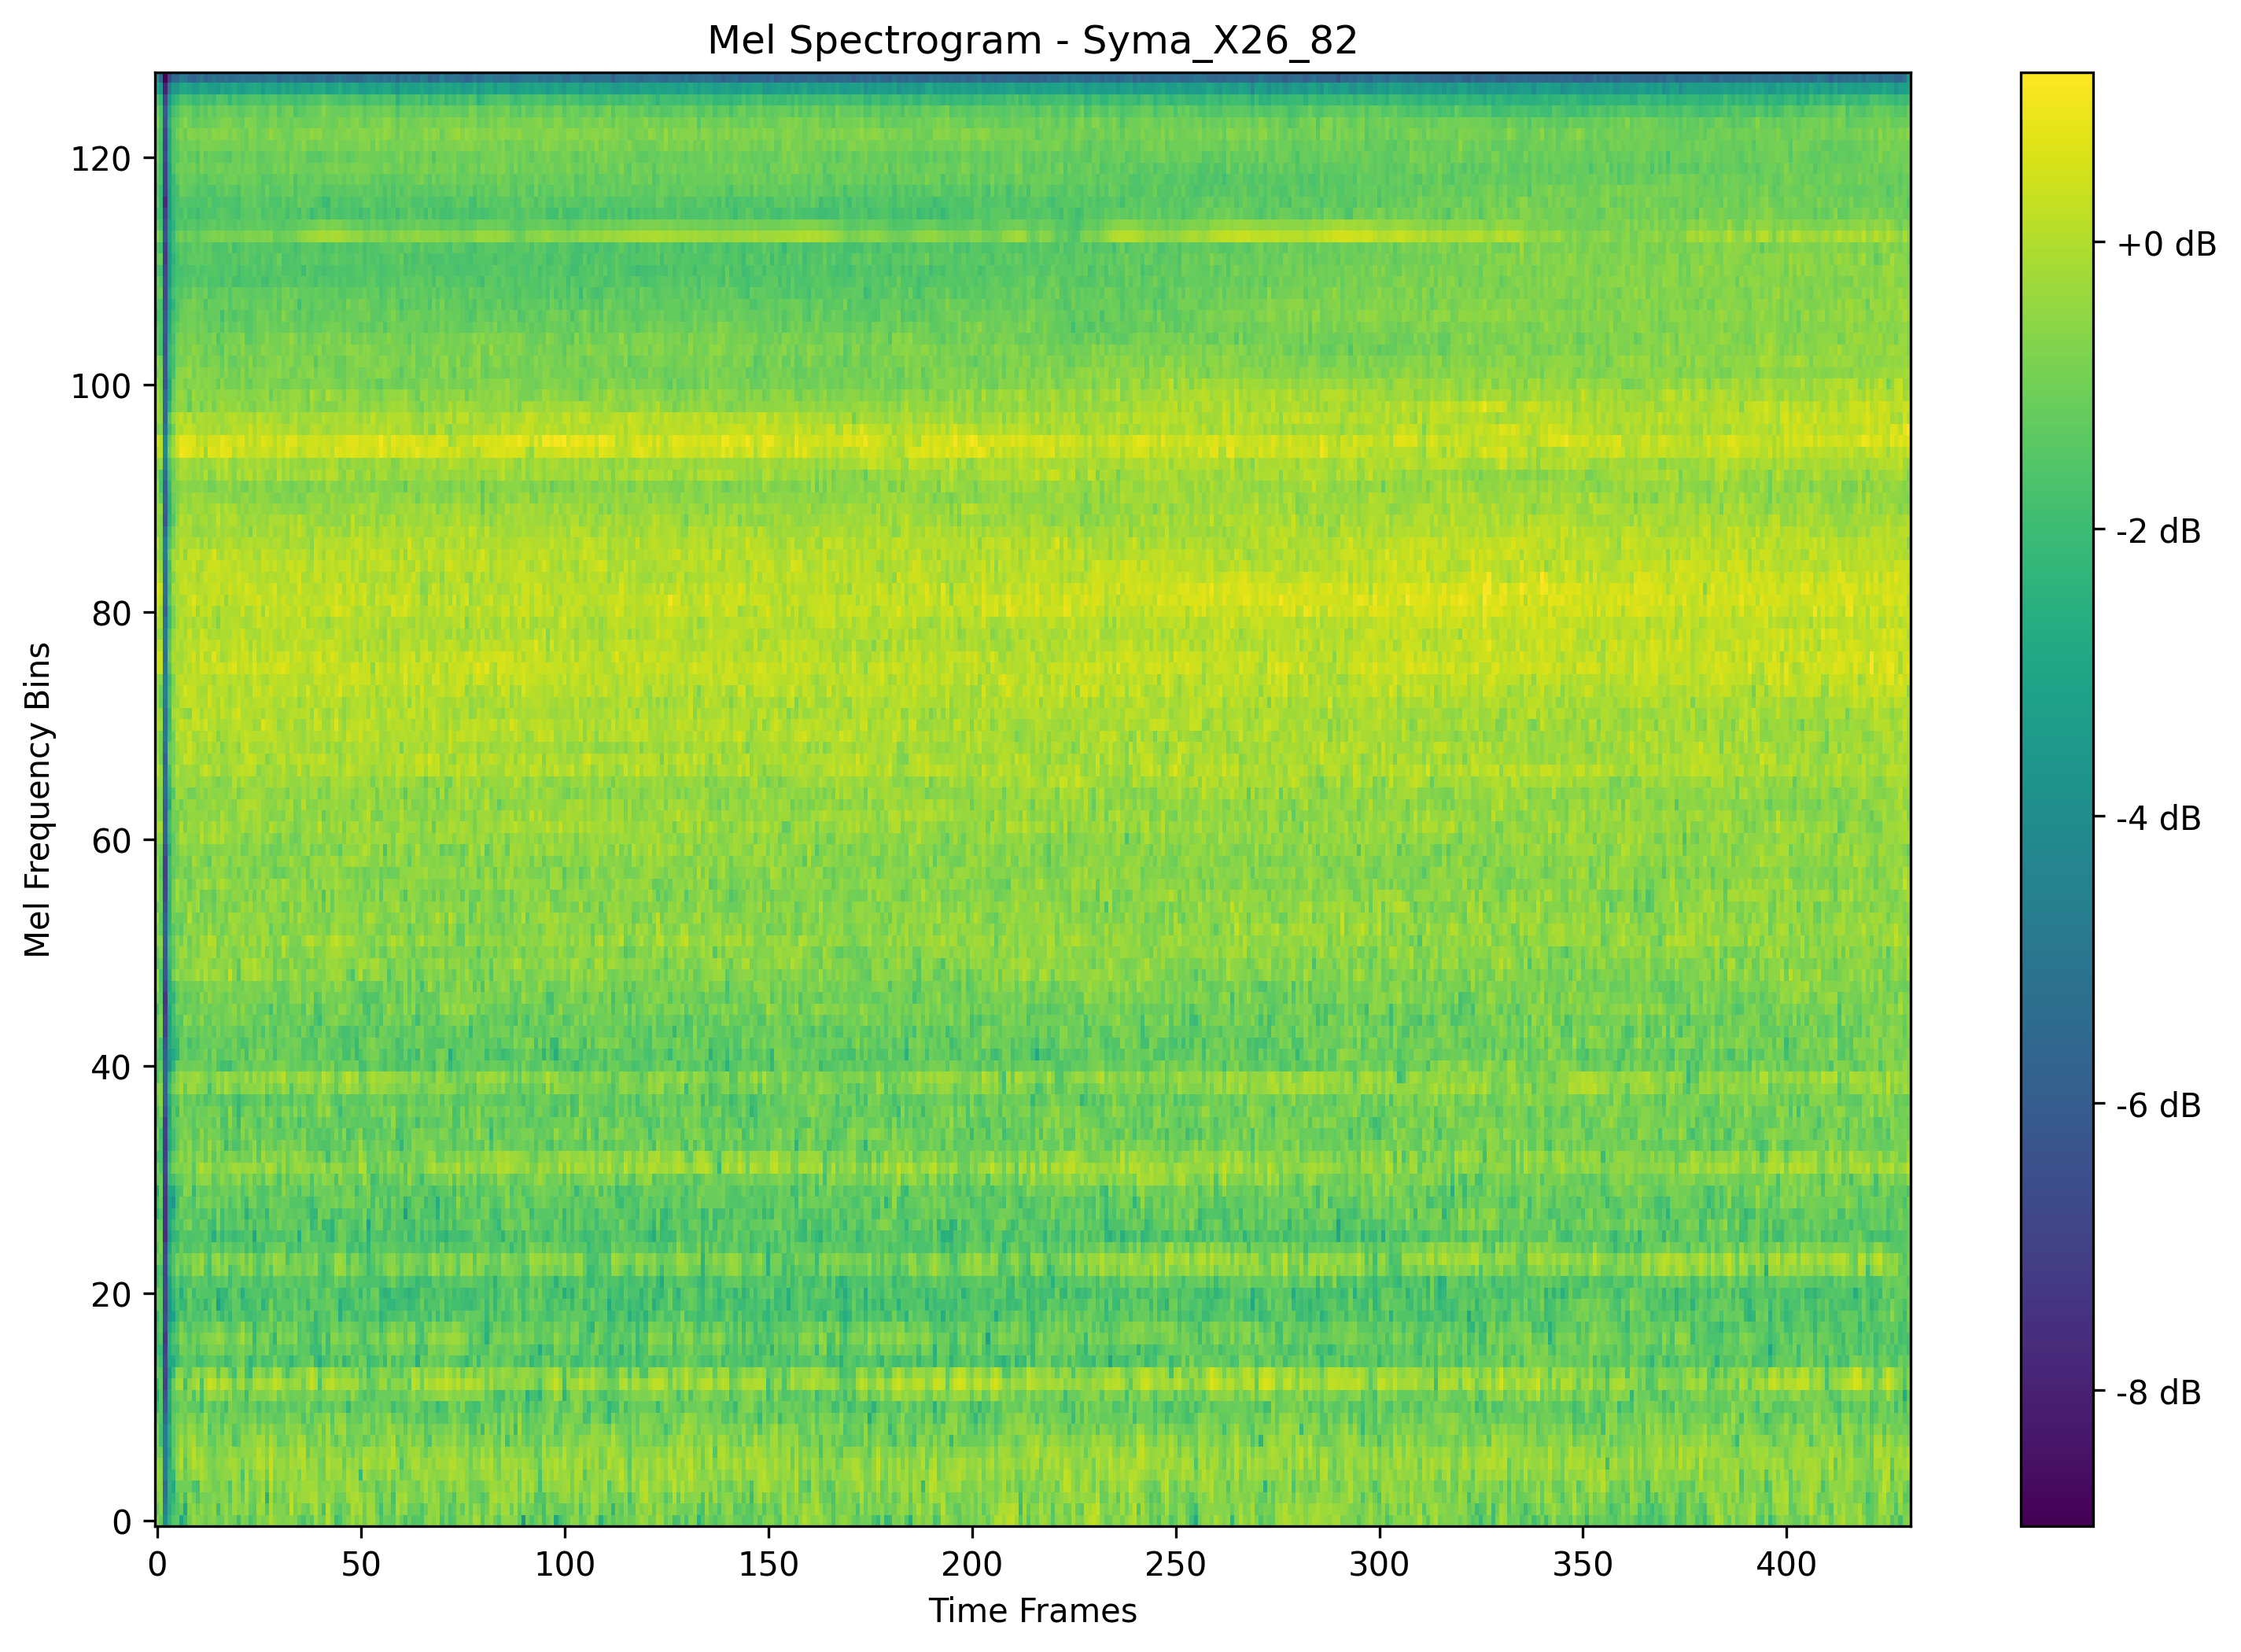 Mel Spectrogram - Syma_X26_82
Mel Frequency Bins
120
100
80
60
40
20
0
0 50 100 150 200 250 300 350 400
Time Frames
+0 dB
-2 dB
-4 dB
-6 dB
-8 dB